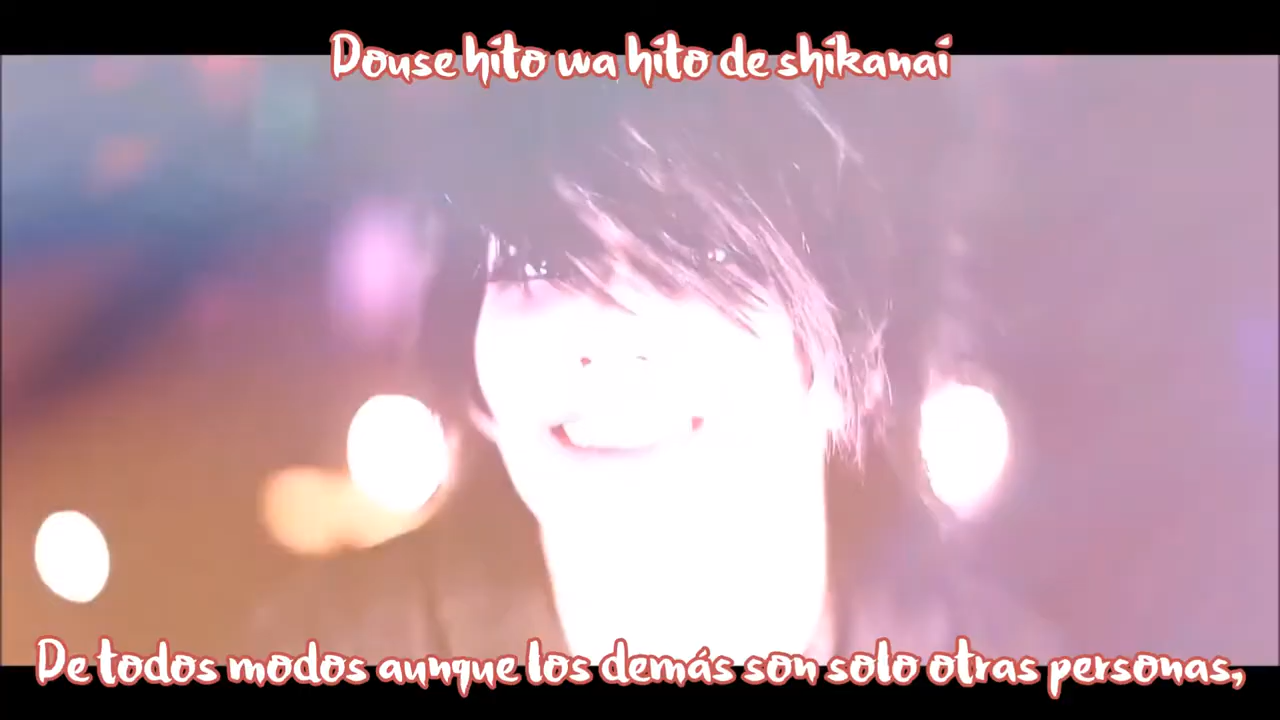 Douse hito wa hito de shikanai
De todos modos aunque los demás son solo otras personas,